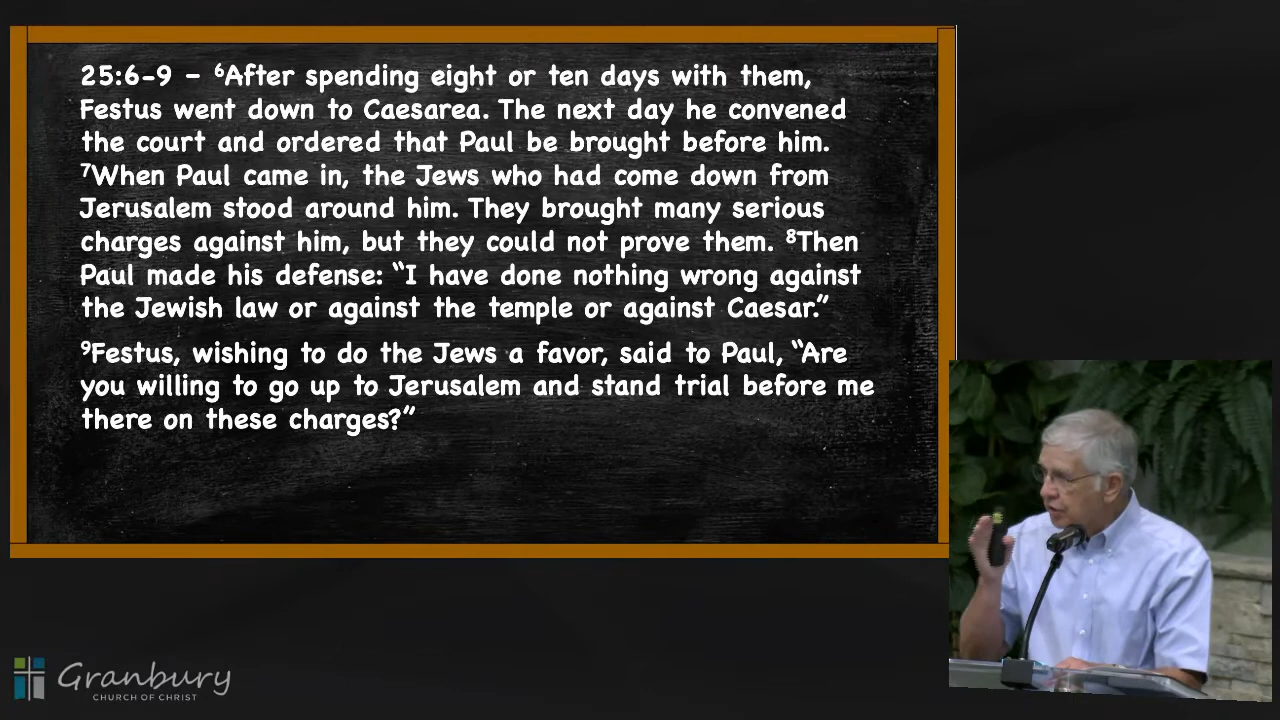 25:6-9 – ⁶After spending eight or ten days with them,
Festus went down to Caesarea. The next day he convened
the court and ordered that Paul be brought before him.
⁷When Paul came in, the Jews who had come down from
Jerusalem stood around him. They brought many serious
charges against him, but they could not prove them. ⁸Then
Paul made his defense: “I have done nothing wrong against
the Jewish law or against the temple or against Caesar.”
⁹Festus, wishing to do the Jews a favor, said to Paul, “Are
you willing to go up to Jerusalem and stand trial before me
there on these charges?”
Granbury
CHURCH OF CHRIST